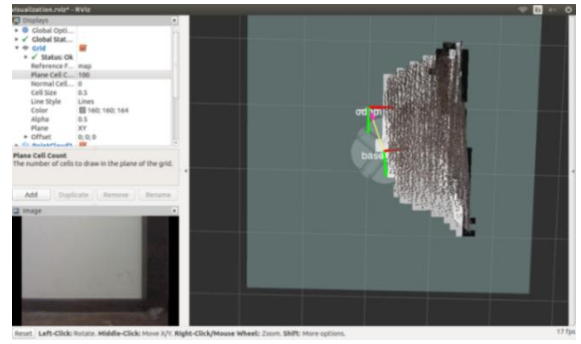 visualization.rviz* - RViz
Displays
Global Opti...
Global Stat...
Grid
Status: Ok
Reference F... map
Plane Cell C... 100
Normal Cell... 0
Cell Size 0.5
Line Style Lines
Color 160; 160; 164
Alpha 0.5
Plane XY
Offset 0; 0; 0
PointCloud2
Plane Cell Count
The number of cells to draw in the plane of the grid.
Add Duplicate Remove Rename
Image
odom
base
Reset Left-Click: Rotate. Middle-Click: Move X/Y. Right-Click/Mouse Wheel: Zoom. Shift: More options.
17 fps